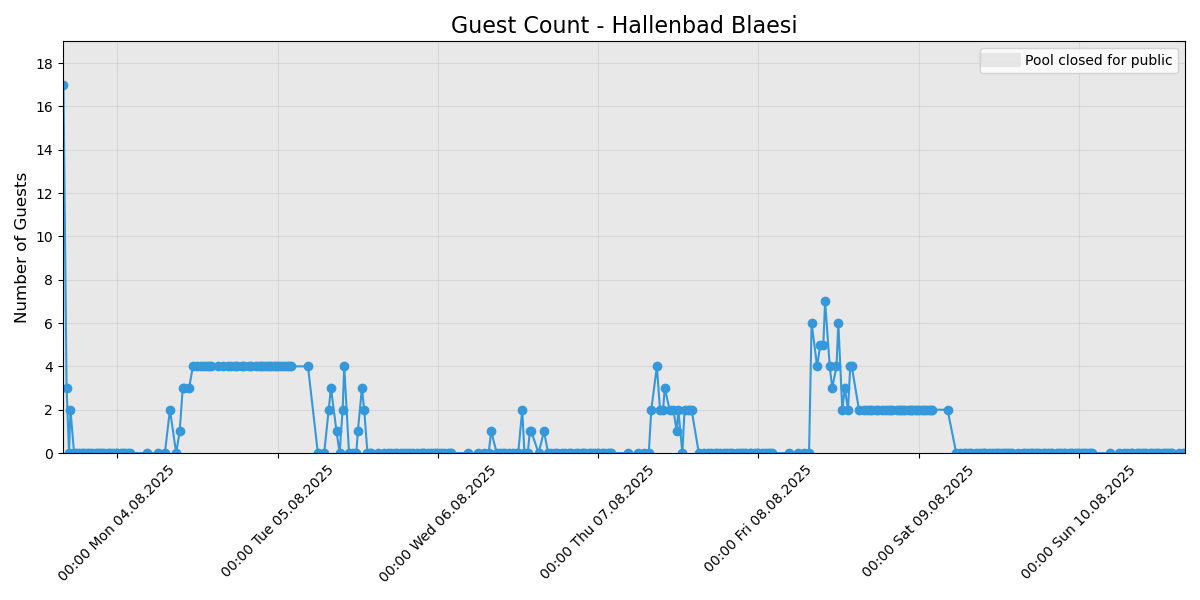 Guest Count - Hallenbad Blaesi
Pool closed for public
Number of Guests
18
16
14
12
10
8
6
4
2
0
00:00 Mon 04.08.2025
00:00 Tue 05.08.2025
00:00 Wed 06.08.2025
00:00 Thu 07.08.2025
00:00 Fri 08.08.2025
00:00 Sat 09.08.2025
00:00 Sun 10.08.2025